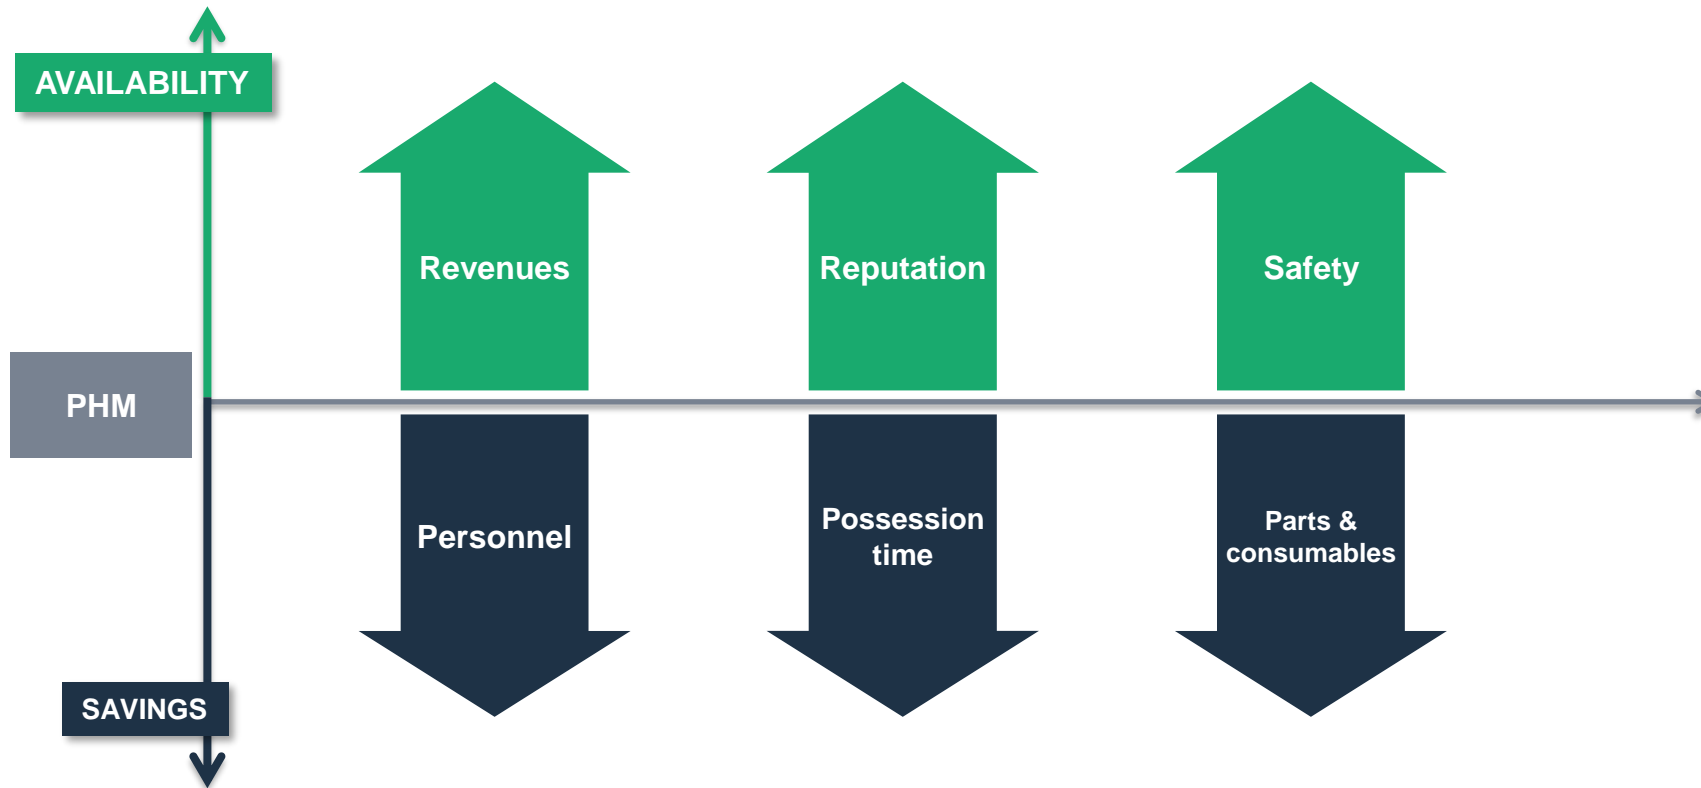 AVAILABILITY
Revenues
Reputation
Safety
PHM
Personnel
Possession
time
Parts &
consumables
SAVINGS